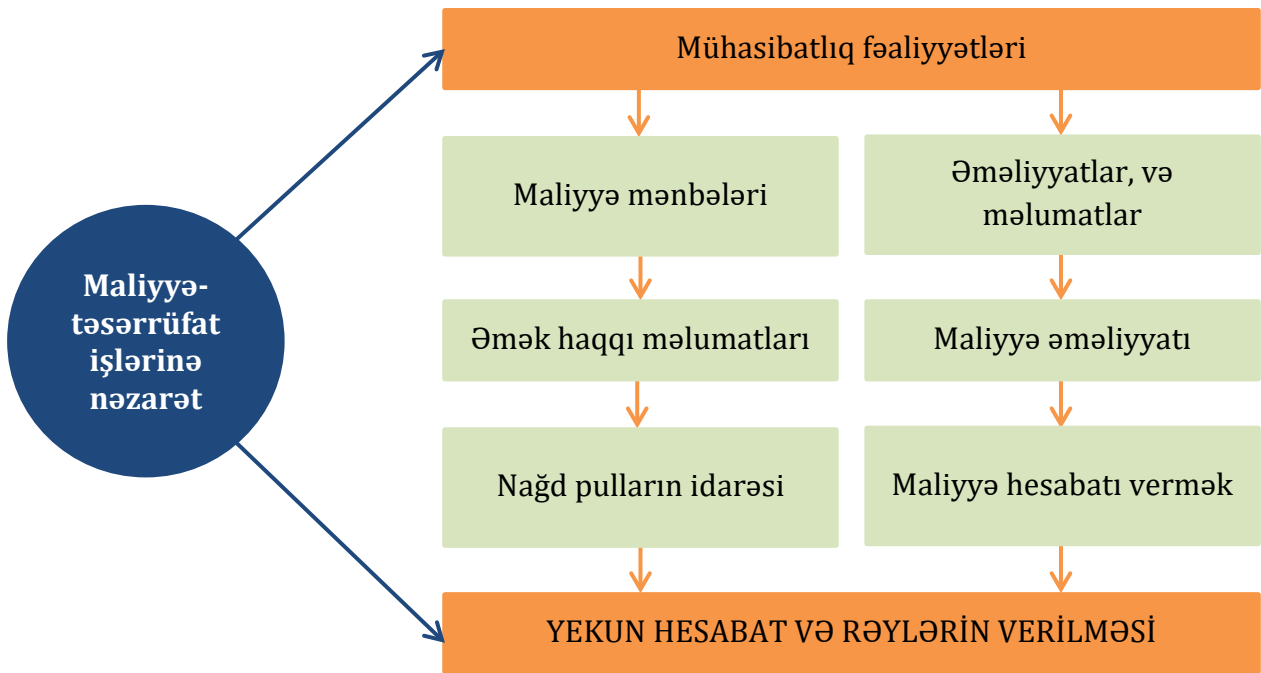 Mühasibatlıq fəaliyyətləri
Maliyyə mənbələri
Əməliyyatlar, və
məlumatlar
Maliyyə-
təsərrüfat
işlərinə
nəzarət
Əmək haqqı məlumatları
Maliyyə əməliyyatı
Nağd pulların idarəsi
Maliyyə hesabatı vermək
YEKUN HESABAT VƏ RƏYLƏRİN VERİLMƏSİ